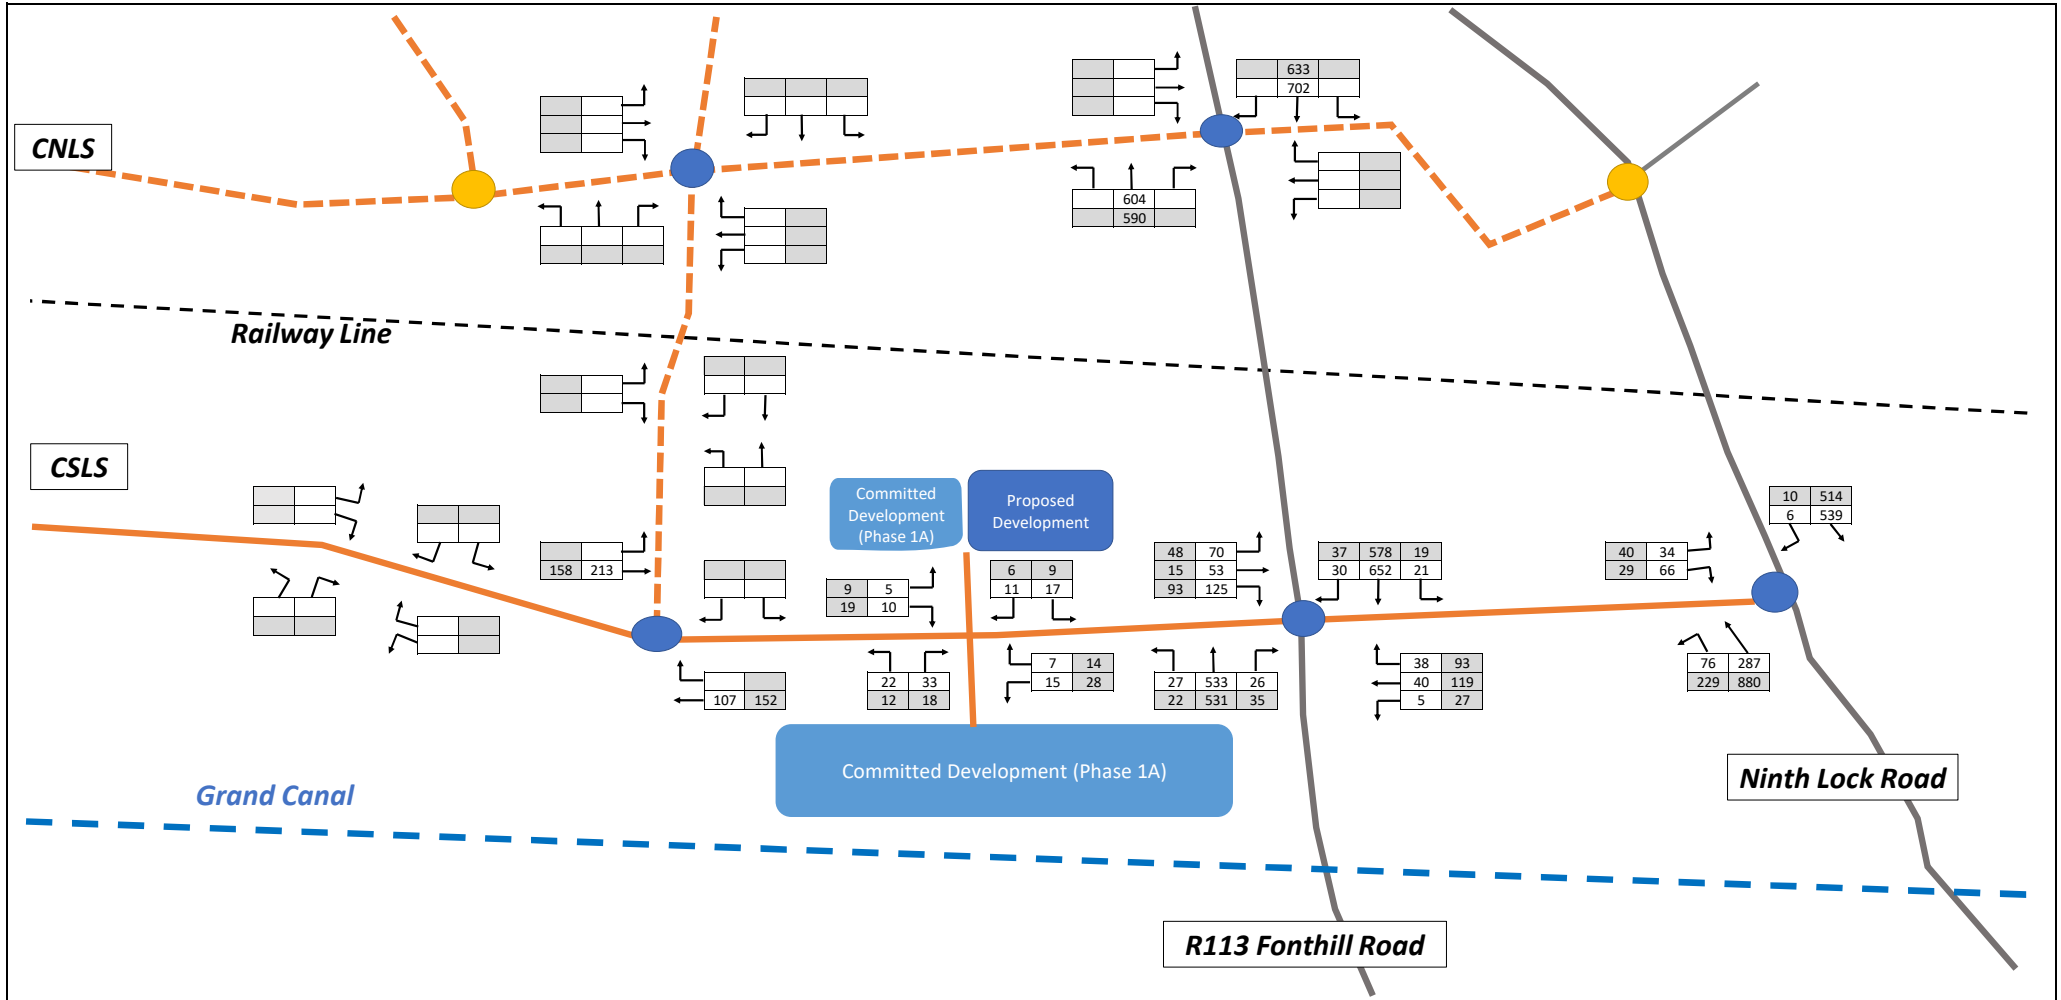 633
702
CNLS
604
590
Railway Line
CSLS
Committed
Development
(Phase 1A)
Proposed
Development
10 514
6 539
48 70
15 53
93 125
37 578 19
30 652 21
40 34
29 66
158 213
9 5
19 10
6 9
11 17
7 14
15 28
22 33
12 18
27 533 26
22 531 35
38 93
40 119
5 27
76 287
229 880
107 152
Committed Development (Phase 1A)
Ninth Lock Road
Grand Canal
R113 Fonthill Road